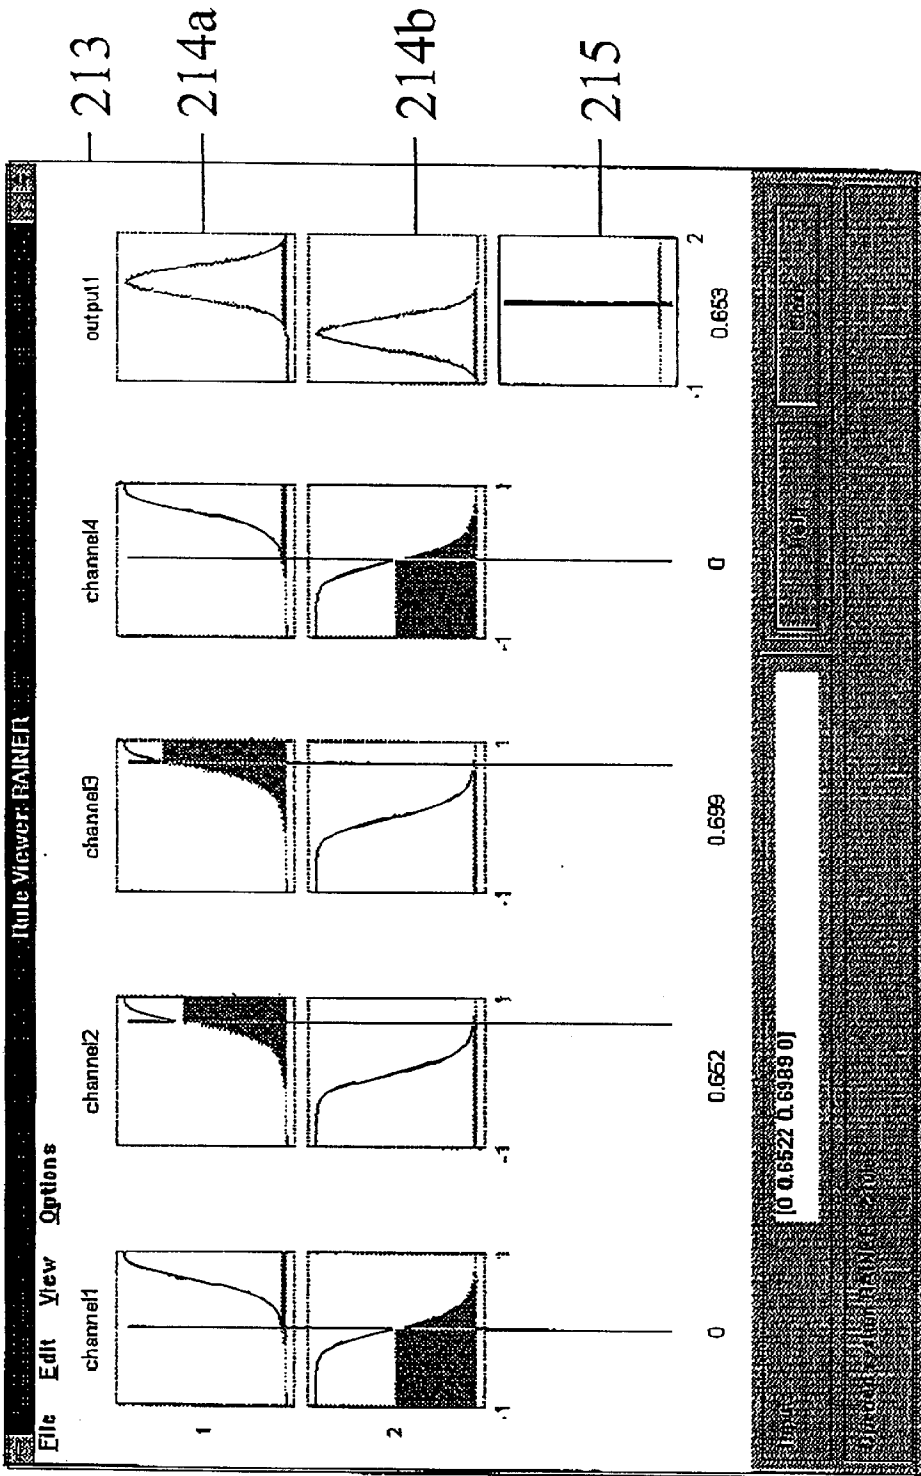 Rule Viewer: RAINER
File Edit View Options
channel1 channel2 channel3 channel4 output1
1
2
-1 1 -1 1 -1 1 -1 1
-1 2
0 0.652 0.699 0 0.653
[0 0.6522 0.6989 0]
213
214a
214b
215